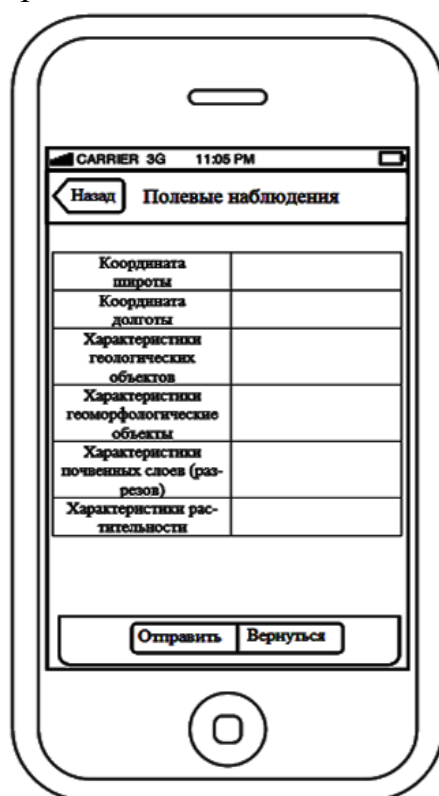 CARRIER 3G 11:05 PM
Назад Полевые наблюдения
Координата
широты
Координата
долготы
Характеристики
геологических
объектов
Характеристики
геоморфологические
объекты
Характеристики
почвенных слоев (раз-
резов)
Характеристики рас-
тительности
Отправить Вернуться